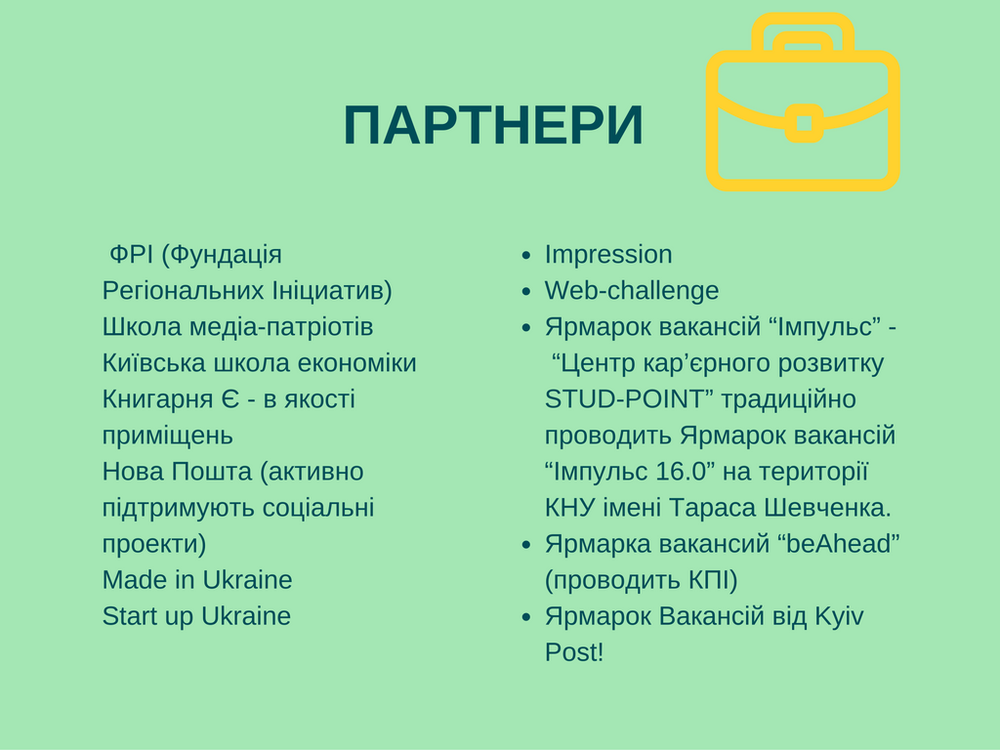 ПАРТНЕРИ
ФРІ (Фундація
Регіональних Ініциатив)
Школа медіа-патріотів
Київська школа економіки
Книгарня Є - в якості
приміщень
Нова Пошта (активно
підтримують соціальні
проекти)
Made in Ukraine
Start up Ukraine
• Impression
• Web-challenge
• Ярмарок вакансій “Імпульс” -
“Центр кар’єрного розвитку
STUD-POINT” традиційно
проводить Ярмарок вакансій
“Імпульс 16.0” на території
КНУ імені Тараса Шевченка.
• Ярмарка вакансий “beAhead”
(проводить КПІ)
• Ярмарок Вакансій від Kyiv
Post!